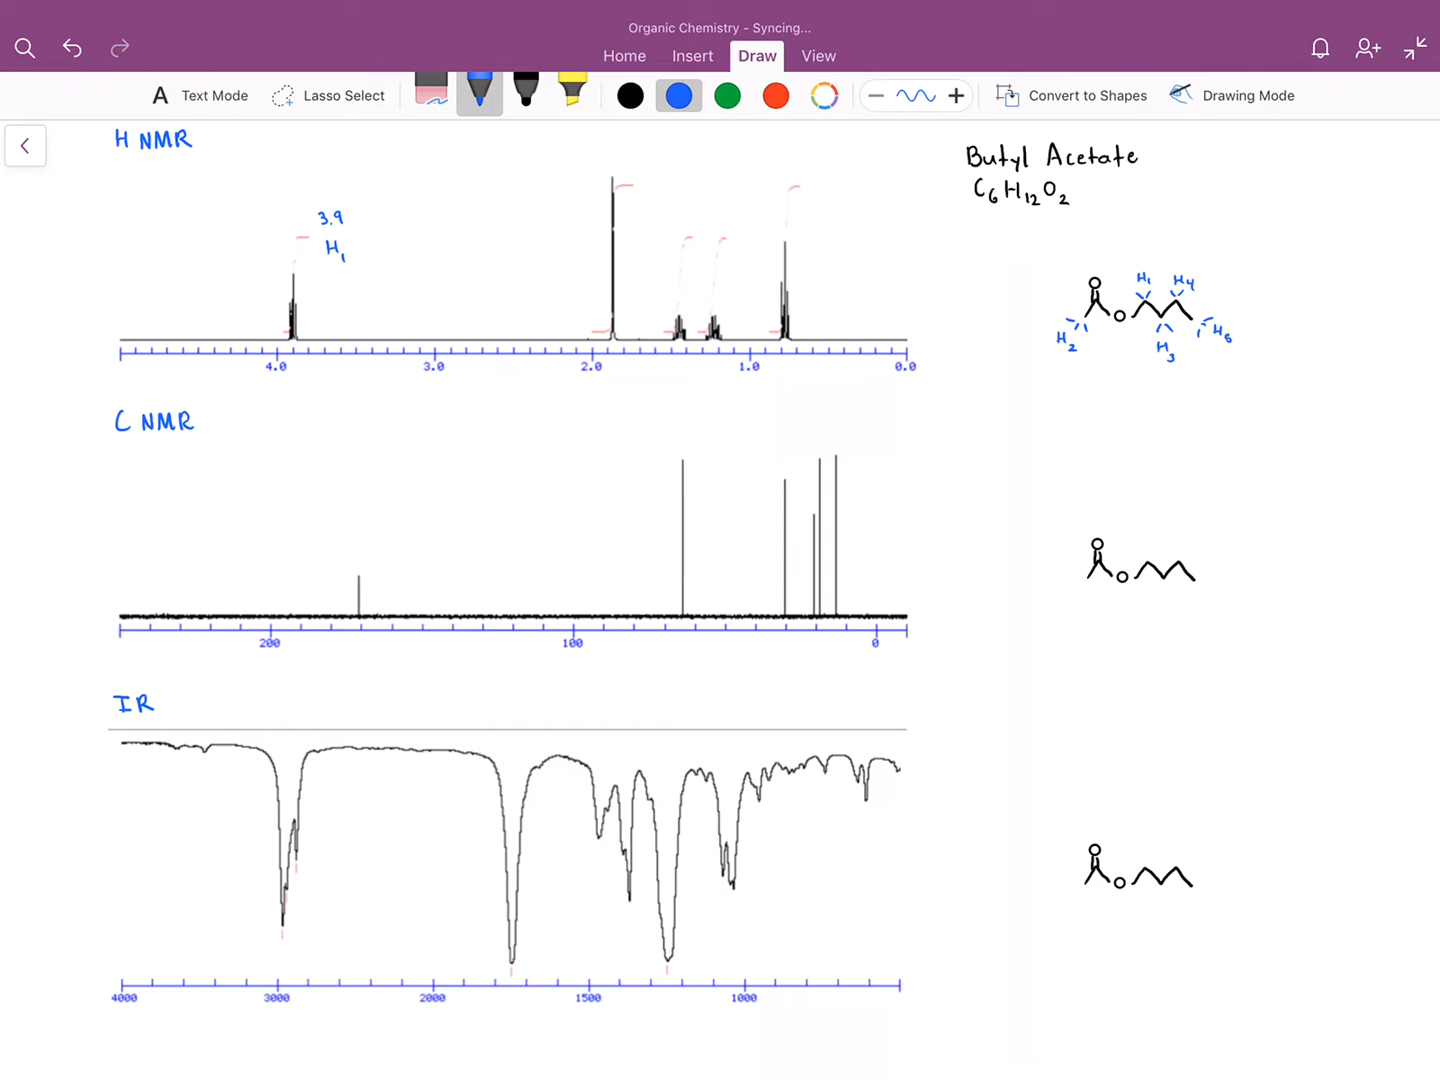 Organic Chemistry - Syncing...
Home Insert Draw View
Text Mode Lasso Select Convert to Shapes Drawing Mode
H NMR
Butyl Acetate
C6H12O2
3.9
H1
4.0 3.0 2.0 1.0 0.0
O
H1 H4
O
H2 H3 H6
C NMR
200 100 0
O
O
IR
4000 3000 2000 1500 1000
O
O